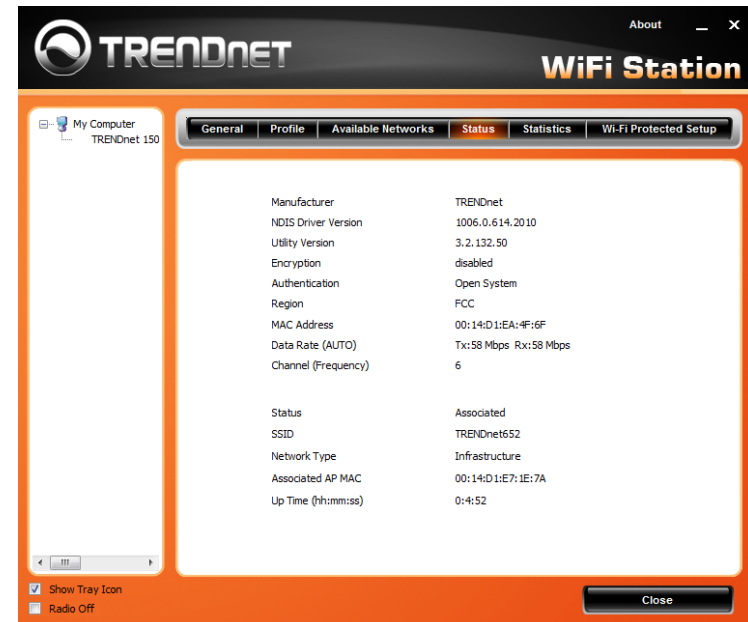 TRENDNET
About
WiFi Station
My Computer
TRENDnet 150
General Profile Available Networks Status Statistics Wi-Fi Protected Setup
Manufacturer TRENDnet
NDIS Driver Version 1006.0.614.2010
Utility Version 3.2.132.50
Encryption disabled
Authentication Open System
Region FCC
MAC Address 00:14:D1:EA:4F:6F
Data Rate (AUTO) Tx:58 Mbps Rx:58 Mbps
Channel (Frequency) 6
Status Associated
SSID TRENDnet652
Network Type Infrastructure
Associated AP MAC 00:14:D1:E7:1E:7A
Up Time (hh:mm:ss) 0:4:52
Show Tray Icon
Radio Off
Close